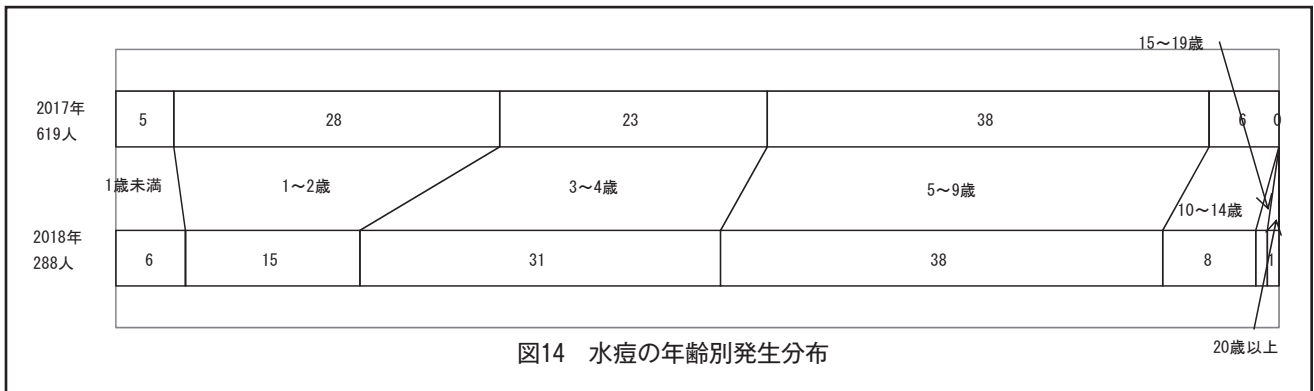 15～19歳
2017年
619人
5 28 23 38 6 0
1歳未満 1～2歳 3～4歳 5～9歳 10～14歳
2018年
288人
6 15 31 38 8 1
20歳以上
図14 水痘の年齢別発生分布